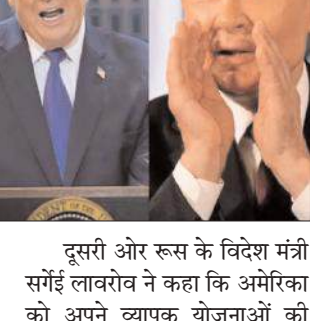 दूसरी ओर रूस के विदेश मंत्री
सर्गेई लावरोव ने कहा कि अमेरिका
को अपने व्यापक योजनाओं की